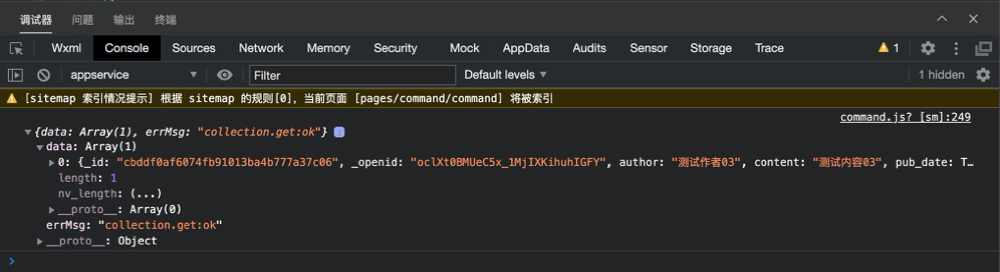 调试器 问题 输出 终端
Wxml Console Sources Network Memory Security Mock AppData Audits Sensor Storage Trace 1
appservice Filter Default levels 1 hidden
[sitemap 索引情况提示] 根据 sitemap 的规则[0]，当前页面 [pages/command/command] 将被索引
command.js? [sm]:249
{data: Array(1), errMsg: "collection.get:ok"}
data: Array(1)
0: {_id: "cbddf0af6074fb91013ba4b777a37c06", _openid: "oclXt0BMUeC5x_1MjIXKihuhIGFY", author: "测试作者03", content: "测试内容03", pub_date: T…
length: 1
nv_length: (...)
__proto__: Array(0)
errMsg: "collection.get:ok"
__proto__: Object